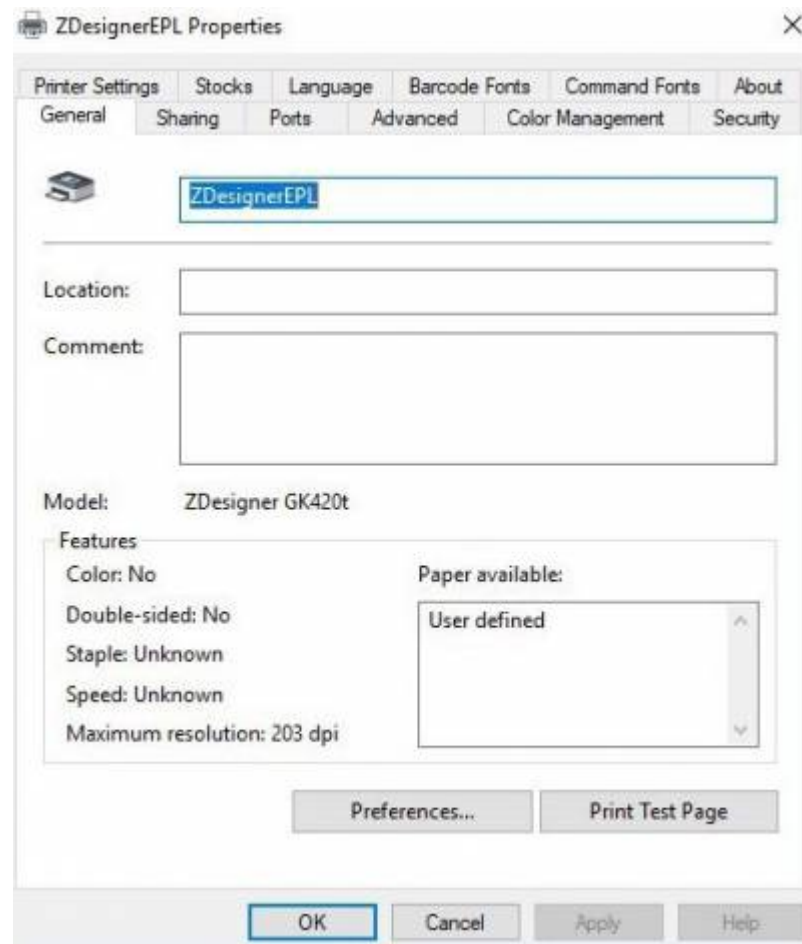 ZDesignerEPL Properties
Printer Settings Stocks Language Barcode Fonts Command Fonts About
General Sharing Ports Advanced Color Management Security
ZDesignerEPL
Location:
Comment:
Model: ZDesigner GK420t
Features
Color: No Paper available:
Double-sided: No User defined
Staple: Unknown
Speed: Unknown
Maximum resolution: 203 dpi
Preferences... Print Test Page
OK Cancel Apply Help